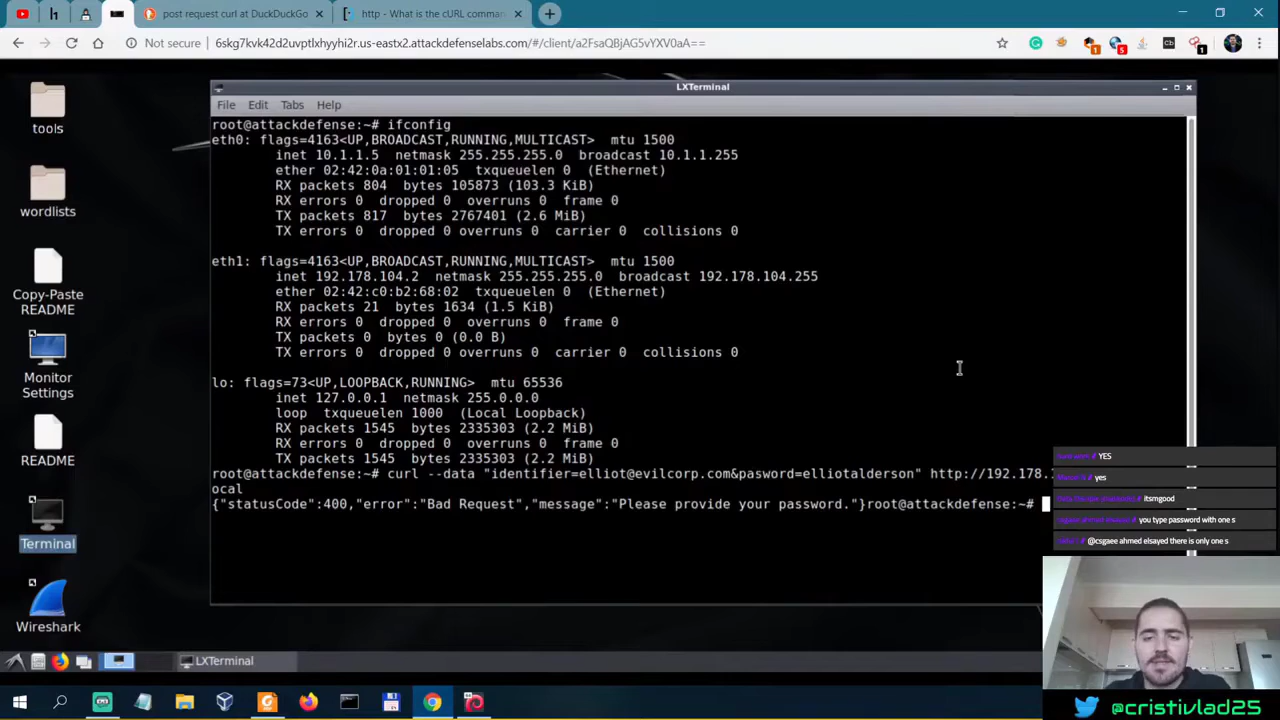 post request curl at DuckDuckGo
http - What is the cURL comman
Not secure
6skg7kvk42d2uvptlxhyyhi2r.us-eastx2.attackdefenselabs.com/#/client/a2FsaQBjAG5vYXV0aA==
LXTerminal
File Edit Tabs Help
root@attackdefense:~# ifconfig
eth0: flags=4163<UP,BROADCAST,RUNNING,MULTICAST> mtu 1500
inet 10.1.1.5 netmask 255.255.255.0 broadcast 10.1.1.255
ether 02:42:0a:01:01:05 txqueuelen 0 (Ethernet)
RX packets 804 bytes 105873 (103.3 KiB)
RX errors 0 dropped 0 overruns 0 frame 0
TX packets 817 bytes 2767401 (2.6 MiB)
TX errors 0 dropped 0 overruns 0 carrier 0 collisions 0
eth1: flags=4163<UP,BROADCAST,RUNNING,MULTICAST> mtu 1500
inet 192.178.104.2 netmask 255.255.255.0 broadcast 192.178.104.255
ether 02:42:c0:b2:68:02 txqueuelen 0 (Ethernet)
RX packets 21 bytes 1634 (1.5 KiB)
RX errors 0 dropped 0 overruns 0 frame 0
TX packets 0 bytes 0 (0.0 B)
TX errors 0 dropped 0 overruns 0 carrier 0 collisions 0
lo: flags=73<UP,LOOPBACK,RUNNING> mtu 65536
inet 127.0.0.1 netmask 255.0.0.0
loop txqueuelen 1000 (Local Loopback)
RX packets 1545 bytes 2335303 (2.2 MiB)
RX errors 0 dropped 0 overruns 0 frame 0
TX packets 1545 bytes 2335303 (2.2 MiB)
TX errors 0 dropped 0 overruns 0 carrier 0 collisions 0
root@attackdefense:~# curl --data "identifier=elliot@evilcorp.com&pasword=elliotalderson" http://192.178.
ocal
{"statusCode":400,"error":"Bad Request","message":"Please provide your password."}root@attackdefense:~#
tools
wordlists
Copy-Paste
README
Monitor
Settings
README
Terminal
Wireshark
YES
yes
itsmgood
you type password with one s
@csgaee ahmed elsayed there is only one s
LXTerminal
@cristivlad25